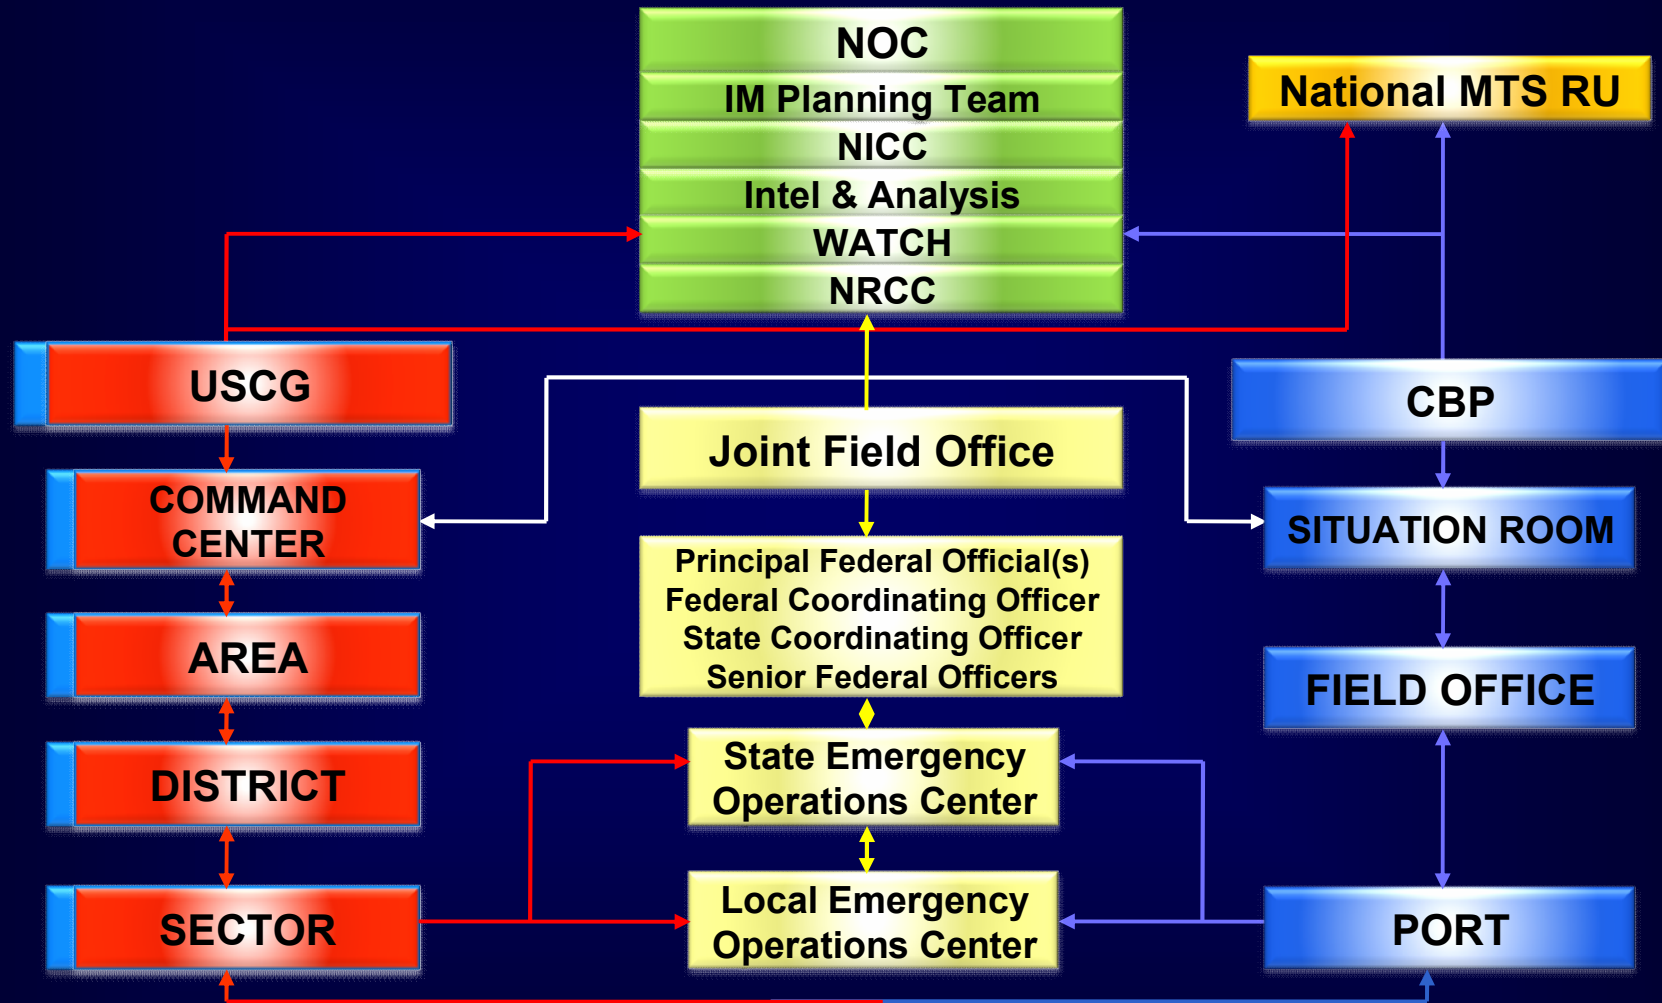 NOC
IM Planning Team
NICC
Intel & Analysis
WATCH
NRCC
National MTS RU
USCG
COMMAND
CENTER
AREA
DISTRICT
SECTOR
Joint Field Office
Principal Federal Official(s)
Federal Coordinating Officer
State Coordinating Officer
Senior Federal Officers
State Emergency
Operations Center
Local Emergency
Operations Center
CBP
SITUATION ROOM
FIELD OFFICE
PORT